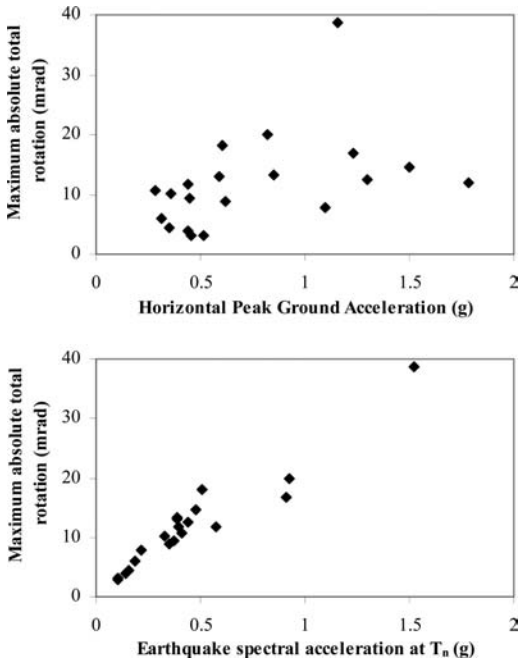 Maximum absolute total
rotation (mrad)
40
30
20
10
0
0 0.5 1 1.5 2
Horizontal Peak Ground Acceleration (g)
Maximum absolute total
rotation (mrad)
40
30
20
10
0
0 0.5 1 1.5 2
Earthquake spectral acceleration at Tn (g)